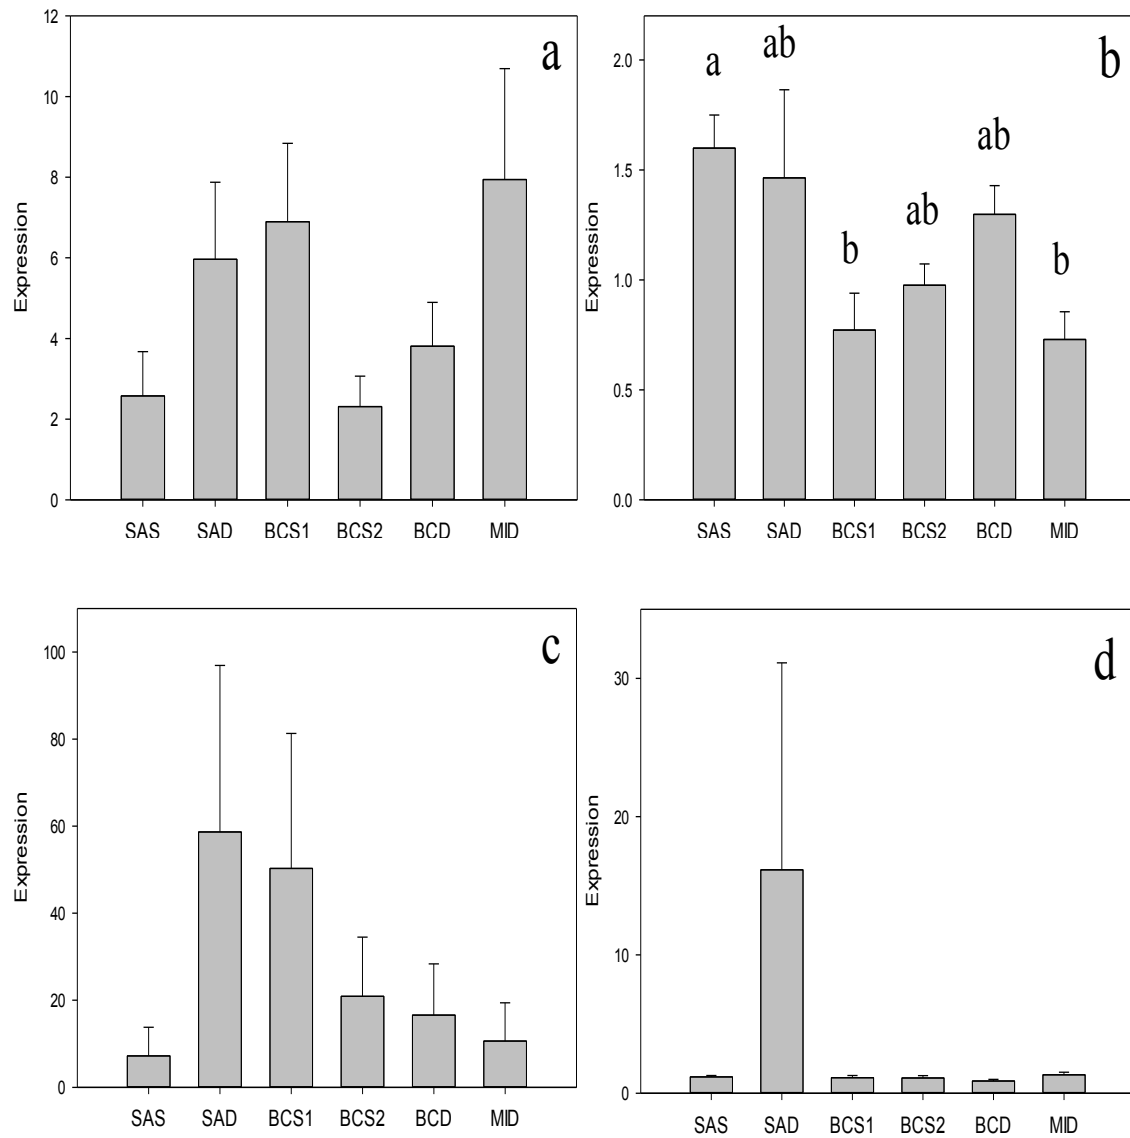 12
10
8
6
4
2
0
Expression
a
SAS SAD BCS1 BCS2 BCD MID
2.0
1.5
1.0
0.5
0.0
Expression
a ab b ab ab b
b
SAS SAD BCS1 BCS2 BCD MID
100
80
60
40
20
0
Expression
c
SAS SAD BCS1 BCS2 BCD MID
30
20
10
0
Expression
d
SAS SAD BCS1 BCS2 BCD MID